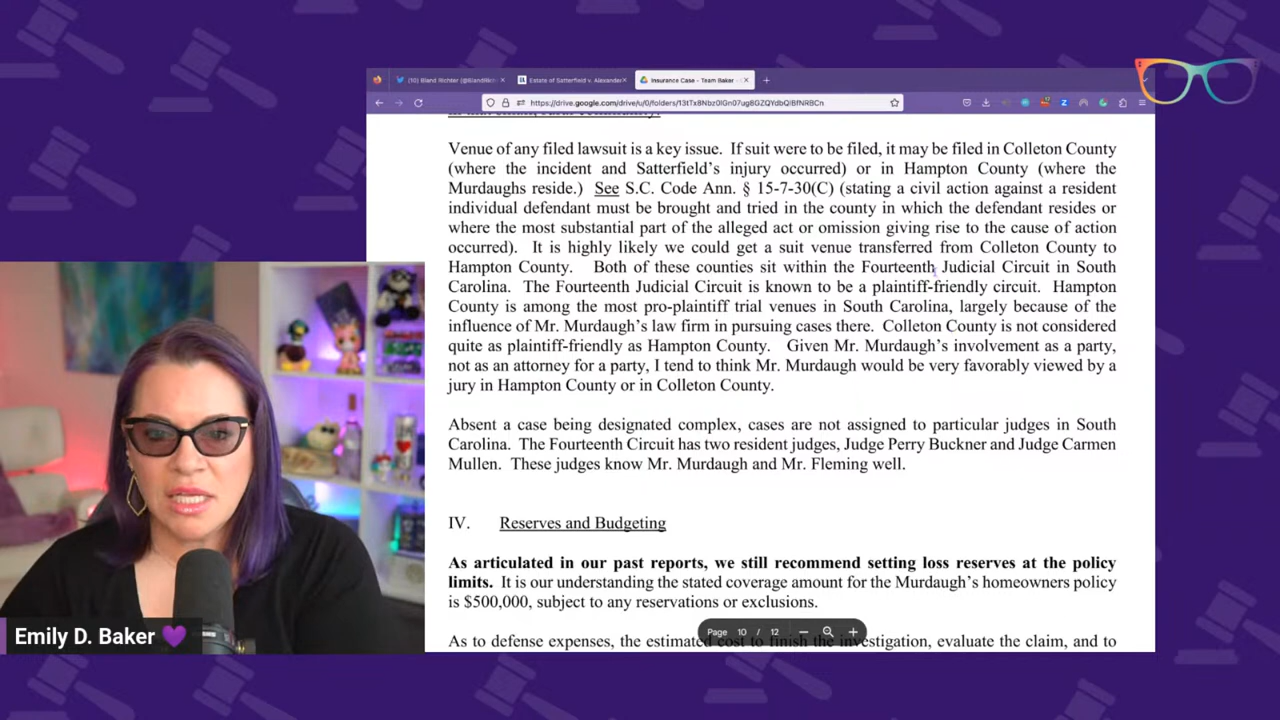 (10) Bland Richter (@BlandRich
Estate of Satterfield v. Alexander
Insurance Case - Team Baker -
https://drive.google.com/drive/u/0/folders/13tTx8Nbz0IGn07ug8GZQYdbQiBfNRBCn
Venue of any filed lawsuit is a key issue. If suit were to be filed, it may be filed in Colleton County
(where the incident and Satterfield's injury occurred) or in Hampton County (where the
Murdaughs reside.) See S.C. Code Ann. § 15-7-30(C) (stating a civil action against a resident
individual defendant must be brought and tried in the county in which the defendant resides or
where the most substantial part of the alleged act or omission giving rise to the cause of action
occurred). It is highly likely we could get a suit venue transferred from Colleton County to
Hampton County. Both of these counties sit within the Fourteenth Judicial Circuit in South
Carolina. The Fourteenth Judicial Circuit is known to be a plaintiff-friendly circuit. Hampton
County is among the most pro-plaintiff trial venues in South Carolina, largely because of the
influence of Mr. Murdaugh's law firm in pursuing cases there. Colleton County is not considered
quite as plaintiff-friendly as Hampton County. Given Mr. Murdaugh's involvement as a party,
not as an attorney for a party, I tend to think Mr. Murdaugh would be very favorably viewed by a
jury in Hampton County or in Colleton County.
Absent a case being designated complex, cases are not assigned to particular judges in South
Carolina. The Fourteenth Circuit has two resident judges, Judge Perry Buckner and Judge Carmen
Mullen. These judges know Mr. Murdaugh and Mr. Fleming well.
IV. Reserves and Budgeting
As articulated in our past reports, we still recommend setting loss reserves at the policy
limits. It is our understanding the stated coverage amount for the Murdaugh's homeowners policy
is $500,000, subject to any reservations or exclusions.
As to defense expenses, the estimated cost to finish the investigation, evaluate the claim, and to
Page 10 / 12
Emily D. Baker 💜